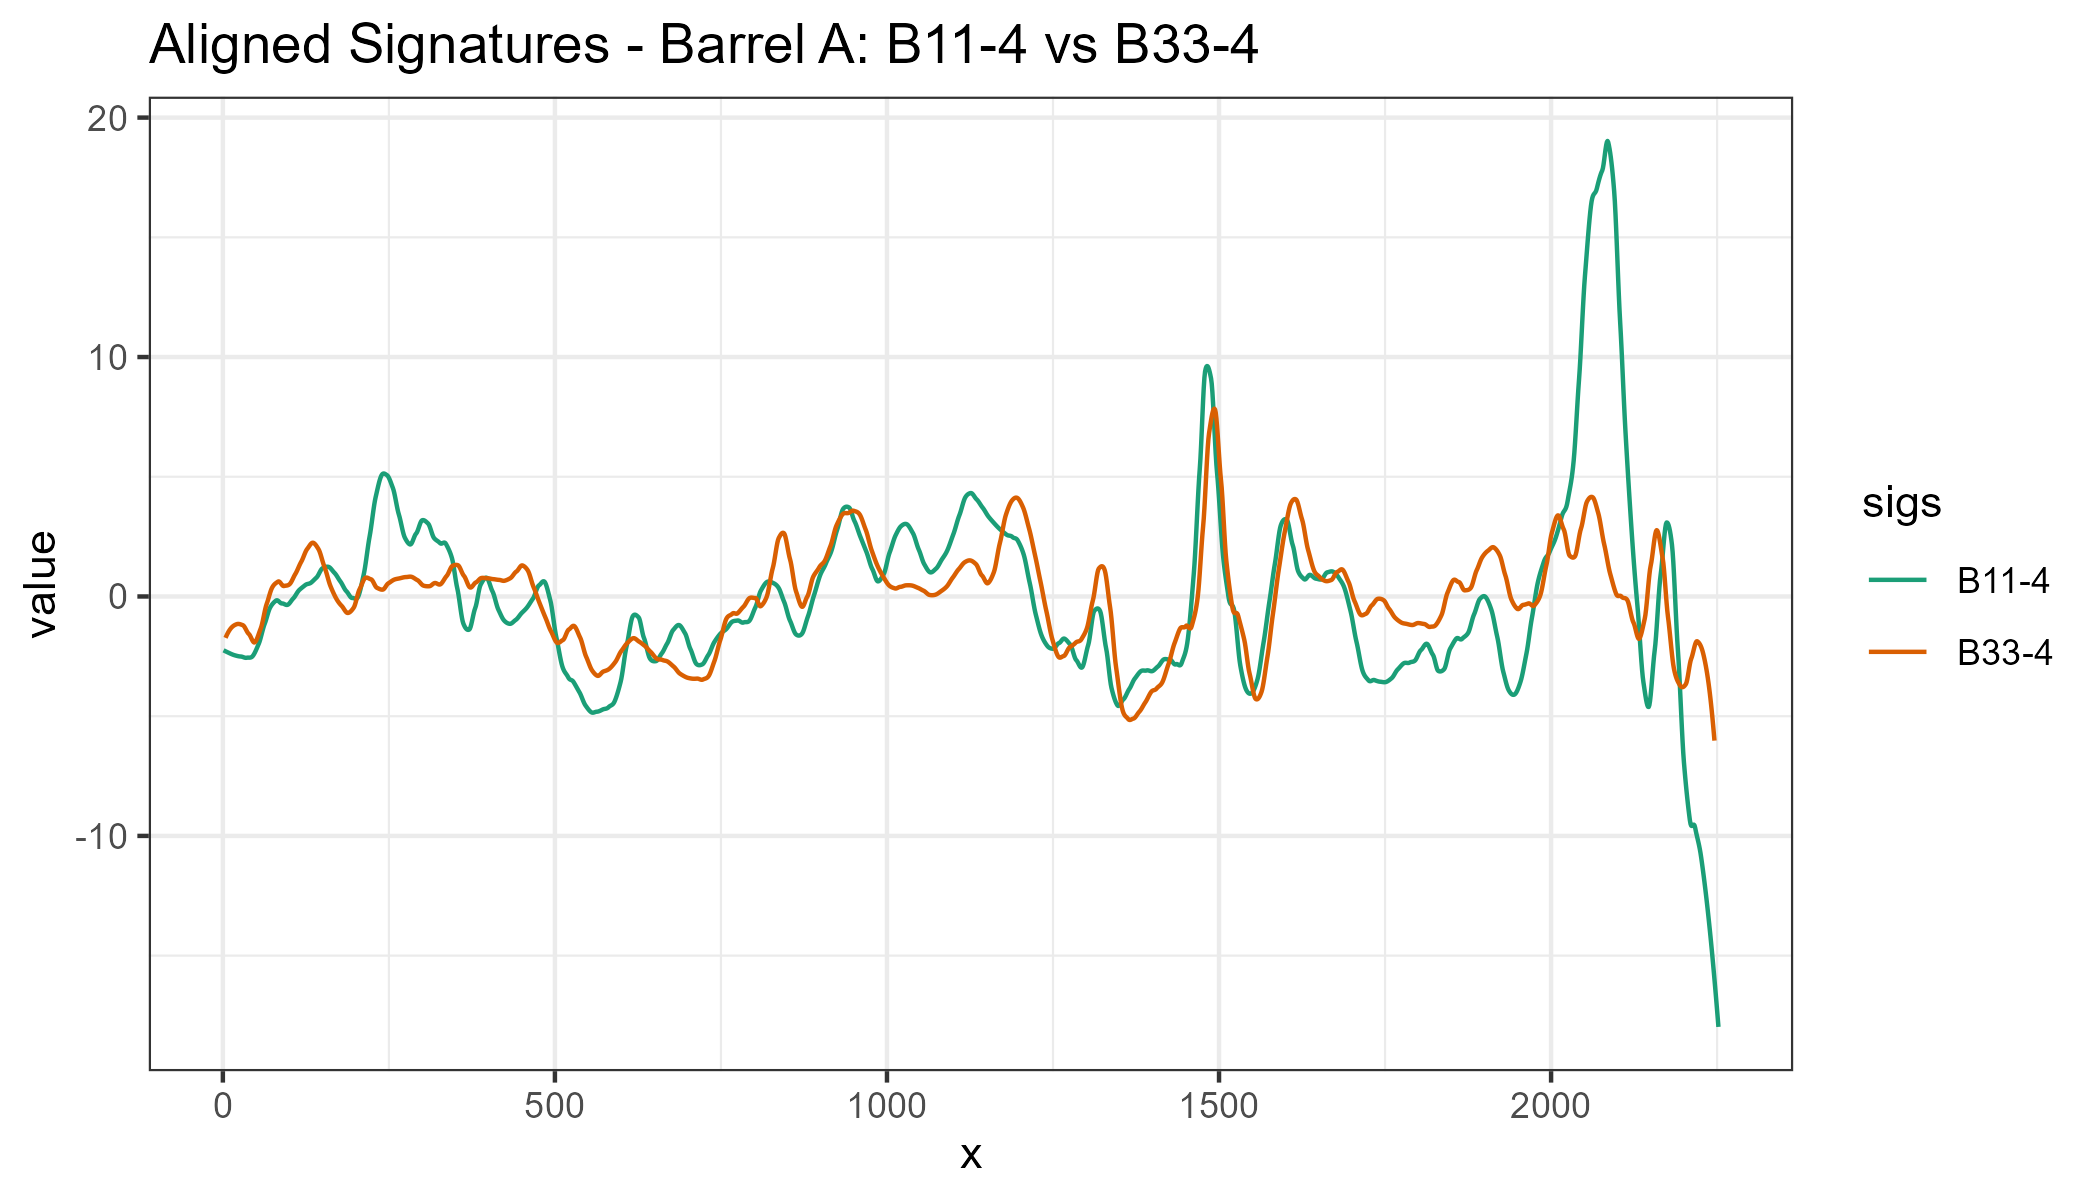 Aligned Signatures - Barrel A: B11-4 vs B33-4
20
10
0
-10
value
0 500 1000 1500 2000
x
sigs
B11-4
B33-4